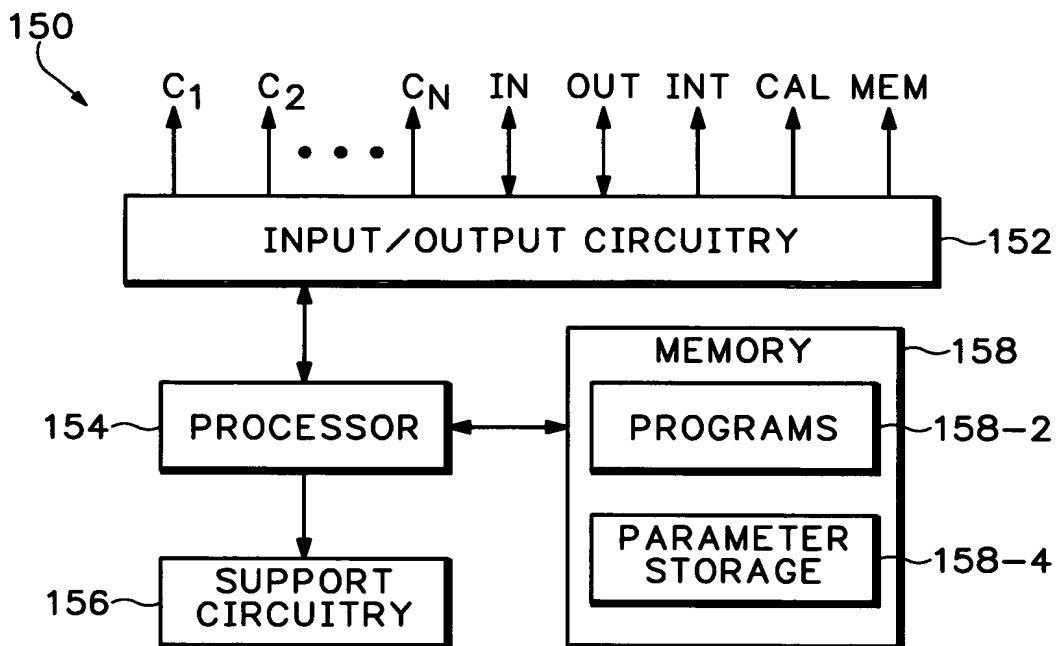 150
C1 C2 • • • CN IN OUT INT CAL MEM
INPUT/OUTPUT CIRCUITRY
152
MEMORY
158
154
PROCESSOR
PROGRAMS
158-2
PARAMETER
STORAGE
158-4
156
SUPPORT
CIRCUITRY